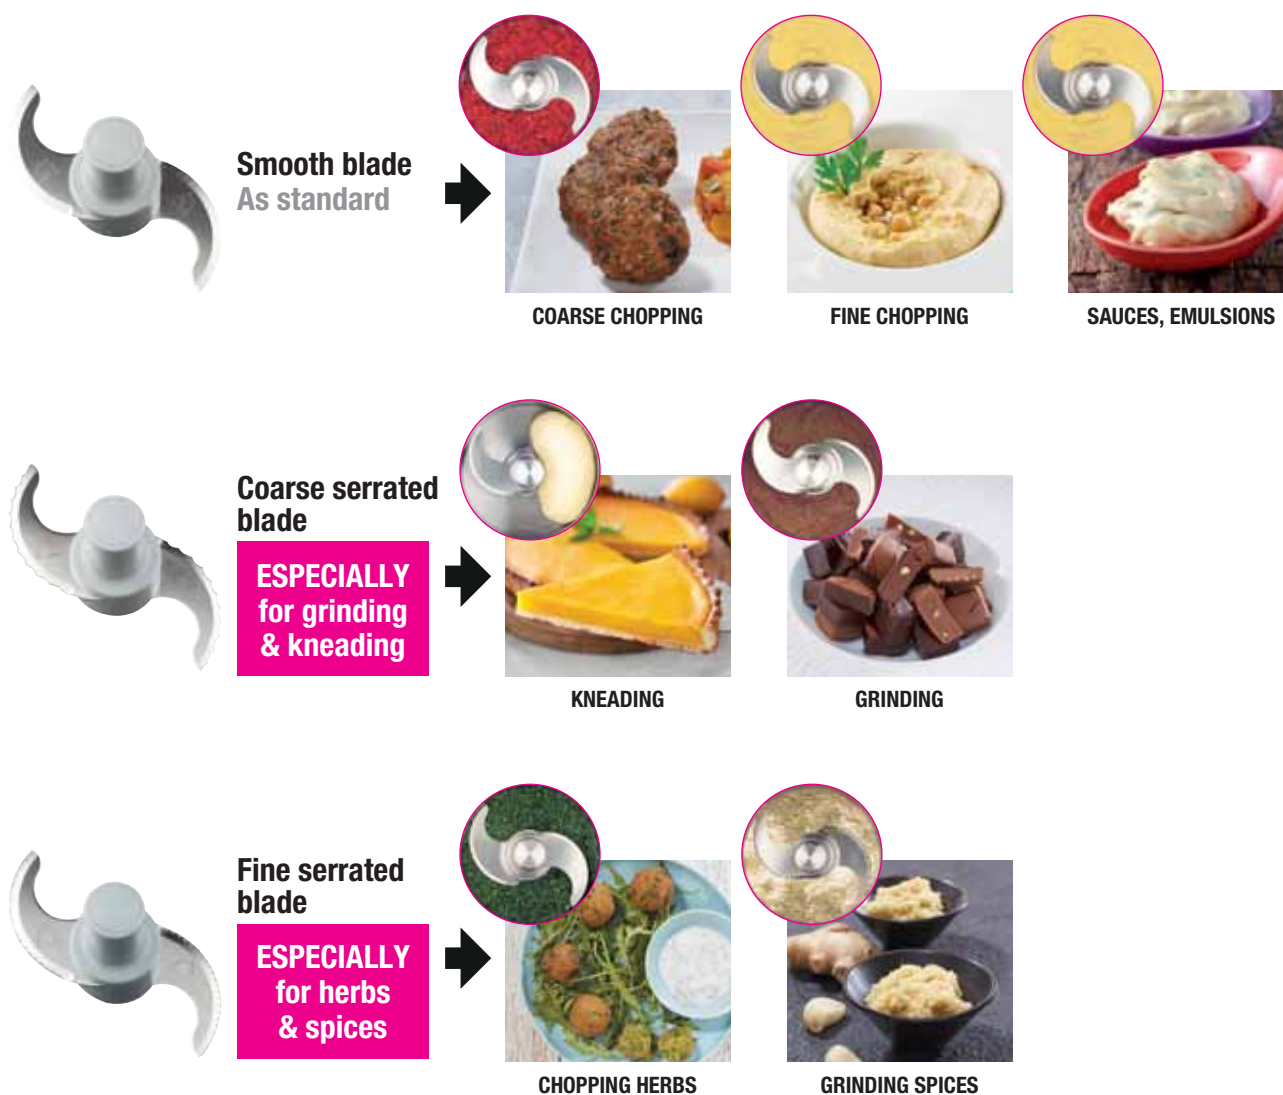 Smooth blade
As standard
COARSE CHOPPING
FINE CHOPPING
SAUCES, EMULSIONS
Coarse serrated
blade
ESPECIALLY
for grinding
& kneading
KNEADING
GRINDING
Fine serrated
blade
ESPECIALLY
for herbs
& spices
CHOPPING HERBS
GRINDING SPICES